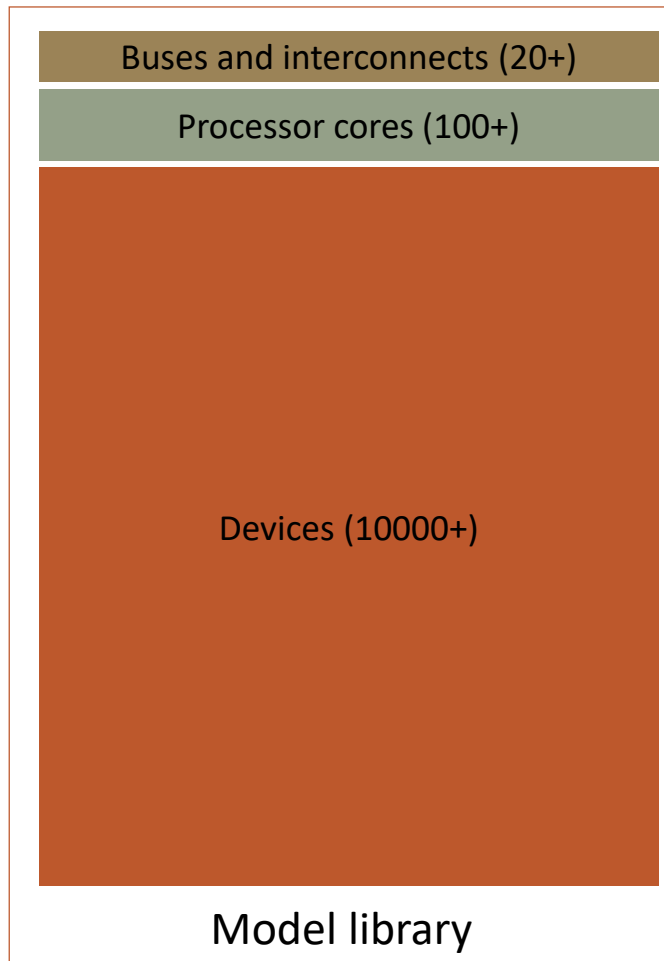 Buses and interconnects (20+)
Processor cores (100+)
Devices (10000+)
Model library